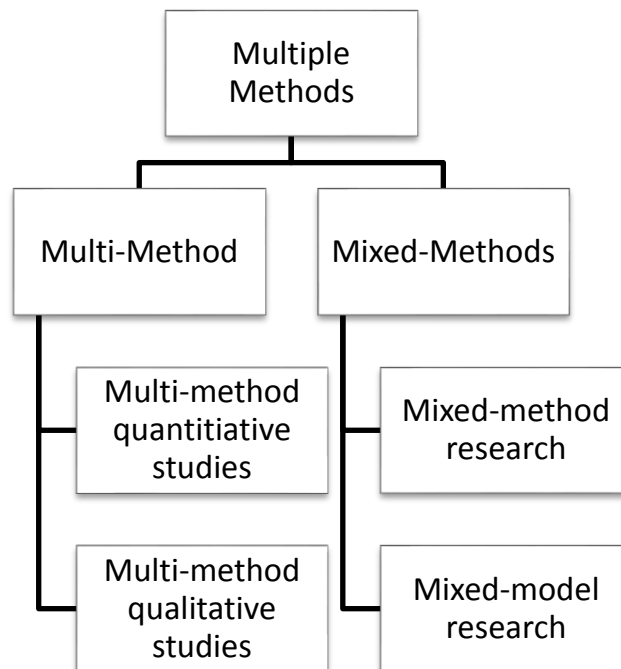 Multiple
Methods
Multi-Method
Mixed-Methods
Multi-method
quantitiative
studies
Mixed-method
research
Multi-method
qualitative
studies
Mixed-model
research